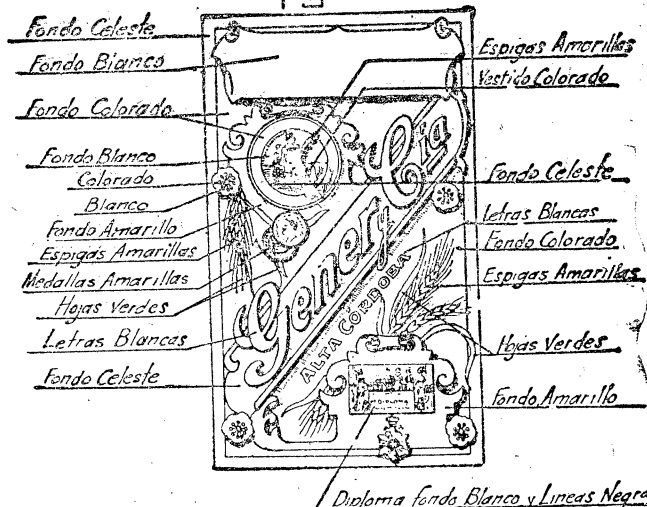 Fondo Celeste
Fondo Blanco
Fondo Colorado
Fondo Blanco
Colorado
Blanco
Fondo Amarillo
Espigas Amarillas
Medallas Amarillas
Hojas Verdes
Letras Blancas
Fondo Celeste
Gener y Cia
ALTA CORDOBA
Espigas Amarillas
Vestido Colorado
Fondo Celeste
Letras Blancas
Fondo Colorado
Espigas Amarillas
Hojas Verdes
Fondo Amarillo
Diploma fondo Blanco y Lineas Negra